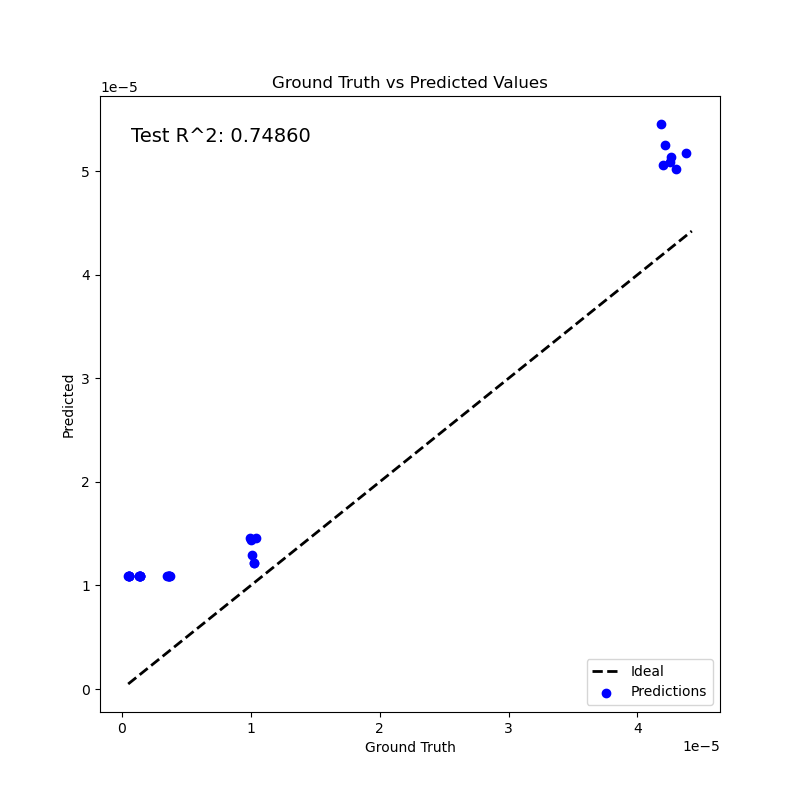 Ground Truth vs Predicted Values
1e−5
Test R^2: 0.74860
5
4
3
2
1
0
Predicted
Ideal
Predictions
0 1 2 3 4
1e−5
Ground Truth